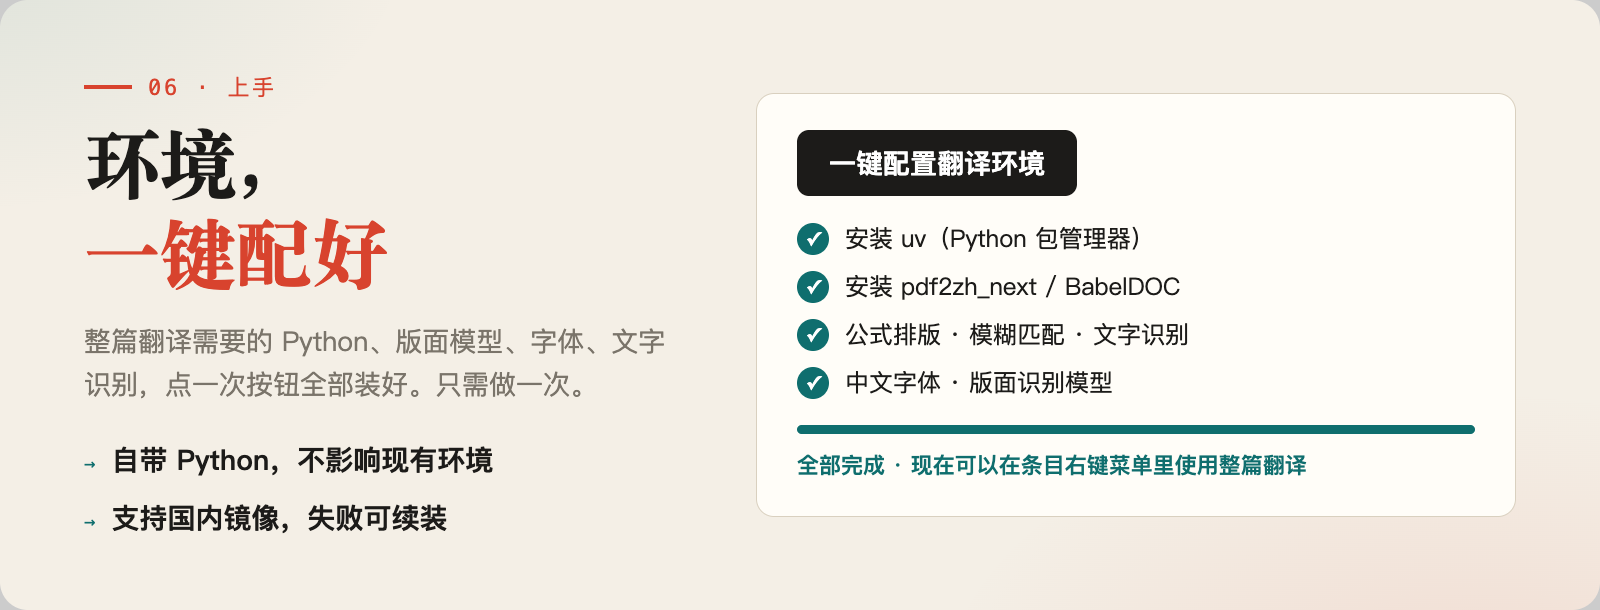 06 · 上手
环境，
一键配好
整篇翻译需要的 Python、版面模型、字体、文字
识别，点一次按钮全部装好。只需做一次。
→ 自带 Python，不影响现有环境
→ 支持国内镜像，失败可续装
一键配置翻译环境
安装 uv（Python 包管理器）
安装 pdf2zh_next / BabelDOC
公式排版 · 模糊匹配 · 文字识别
中文字体 · 版面识别模型
全部完成 · 现在可以在条目右键菜单里使用整篇翻译